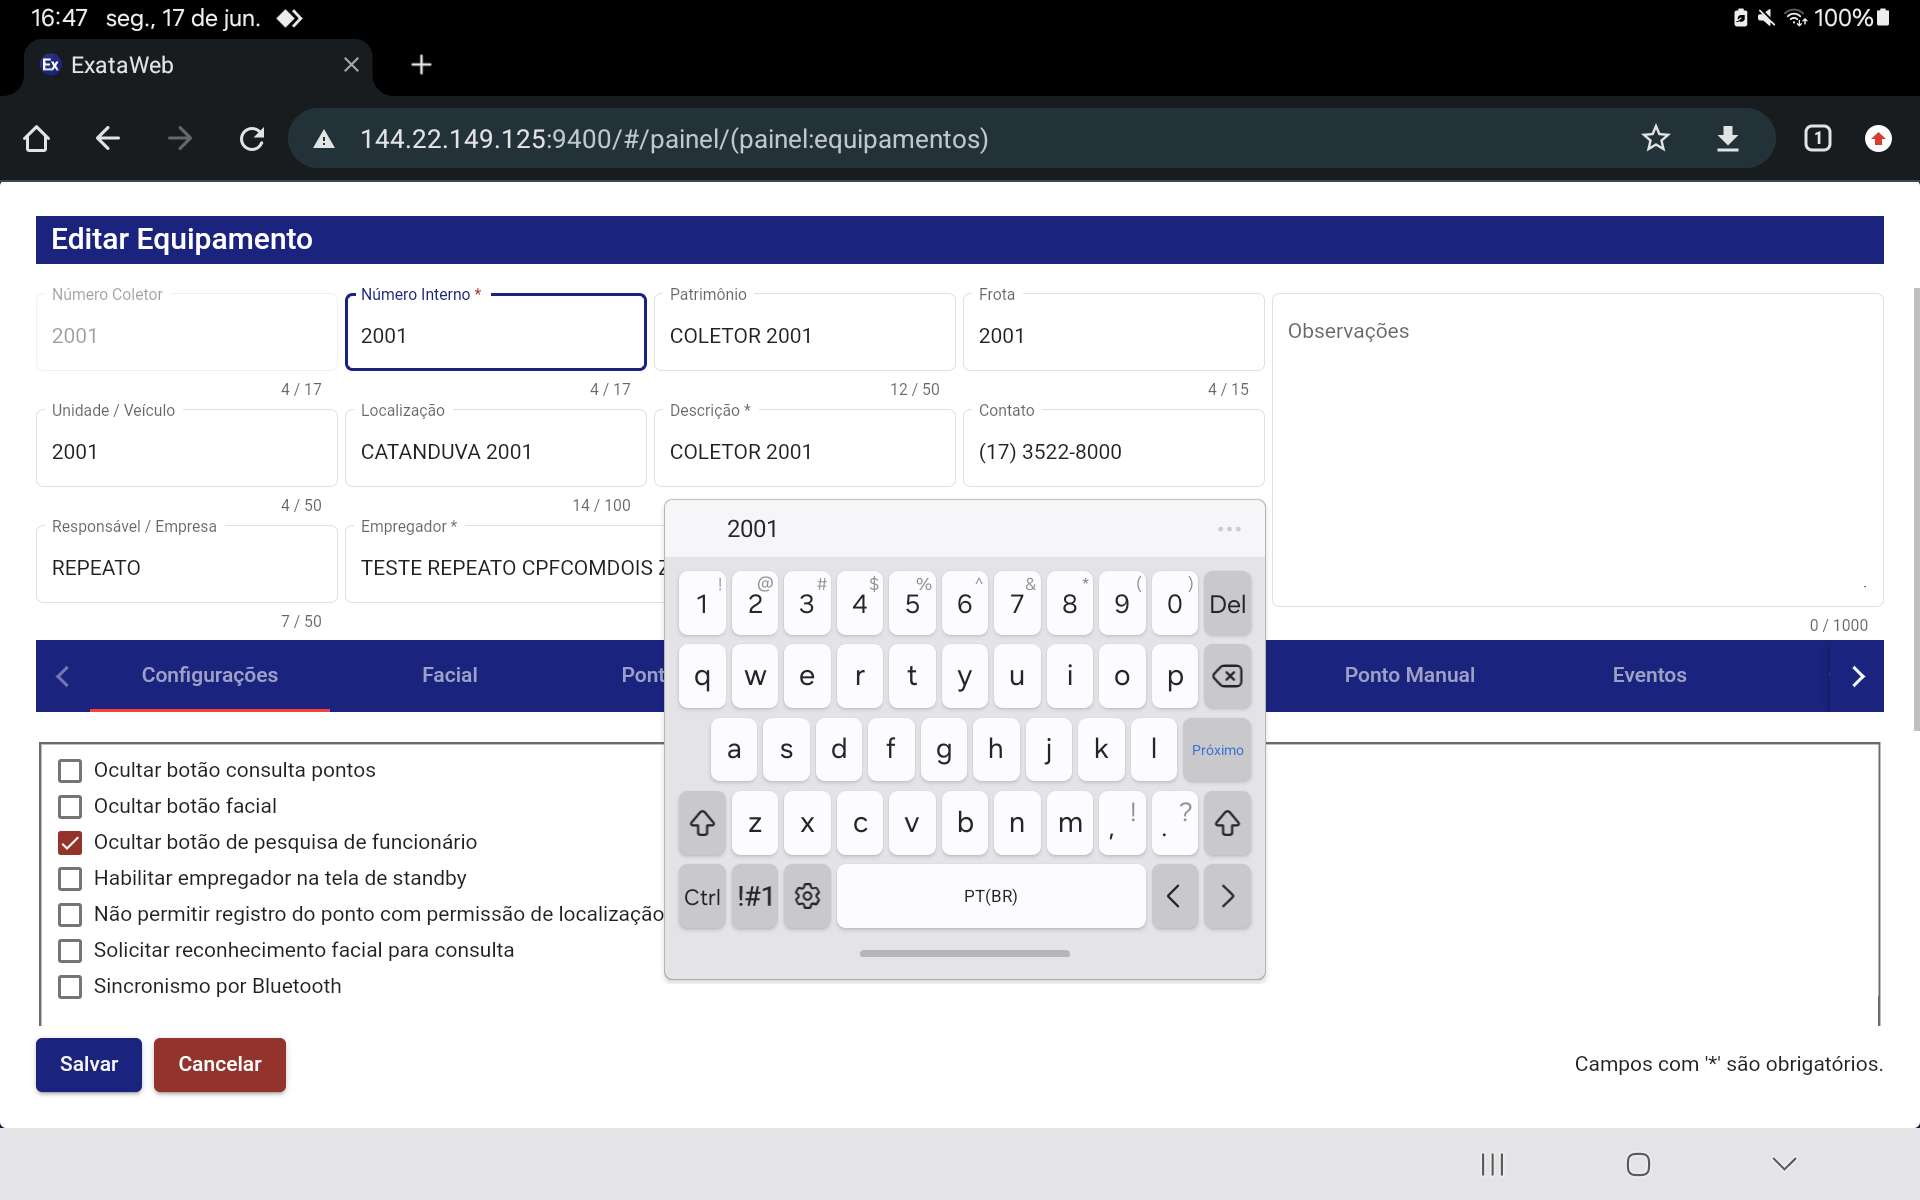 16:47 seg., 17 de jun. 100%
Ex ExataWeb
144.22.149.125:9400/#/painel/(painel:equipamentos) 1
Editar Equipamento
Número Coletor Número Interno * Patrimônio Frota
2001 2001 COLETOR 2001 2001 Observações
4 / 17 4 / 17 12 / 50 4 / 15
Unidade / Veículo Localização Descrição * Contato
2001 CATANDUVA 2001 COLETOR 2001 (17) 3522-8000
4 / 50 14 / 100
Responsável / Empresa Empregador *
REPEATO TESTE REPEATO CPFCOMDOIS
7 / 50 0 / 1000
Configurações Facial Pont Ponto Manual Eventos
Ocultar botão consulta pontos
Ocultar botão facial
Ocultar botão de pesquisa de funcionário
Habilitar empregador na tela de standby
Não permitir registro do ponto com permissão de localização
Solicitar reconhecimento facial para consulta
Sincronismo por Bluetooth
2001 ...
! @ # $ % ^ & * ( )
1 2 3 4 5 6 7 8 9 0 Del
q w e r t y u i o p
a s d f g h j k l Próximo
z x c v b n m , ! . ?
Ctrl !#1 PT(BR) < >
Salvar Cancelar Campos com '*' são obrigatórios.